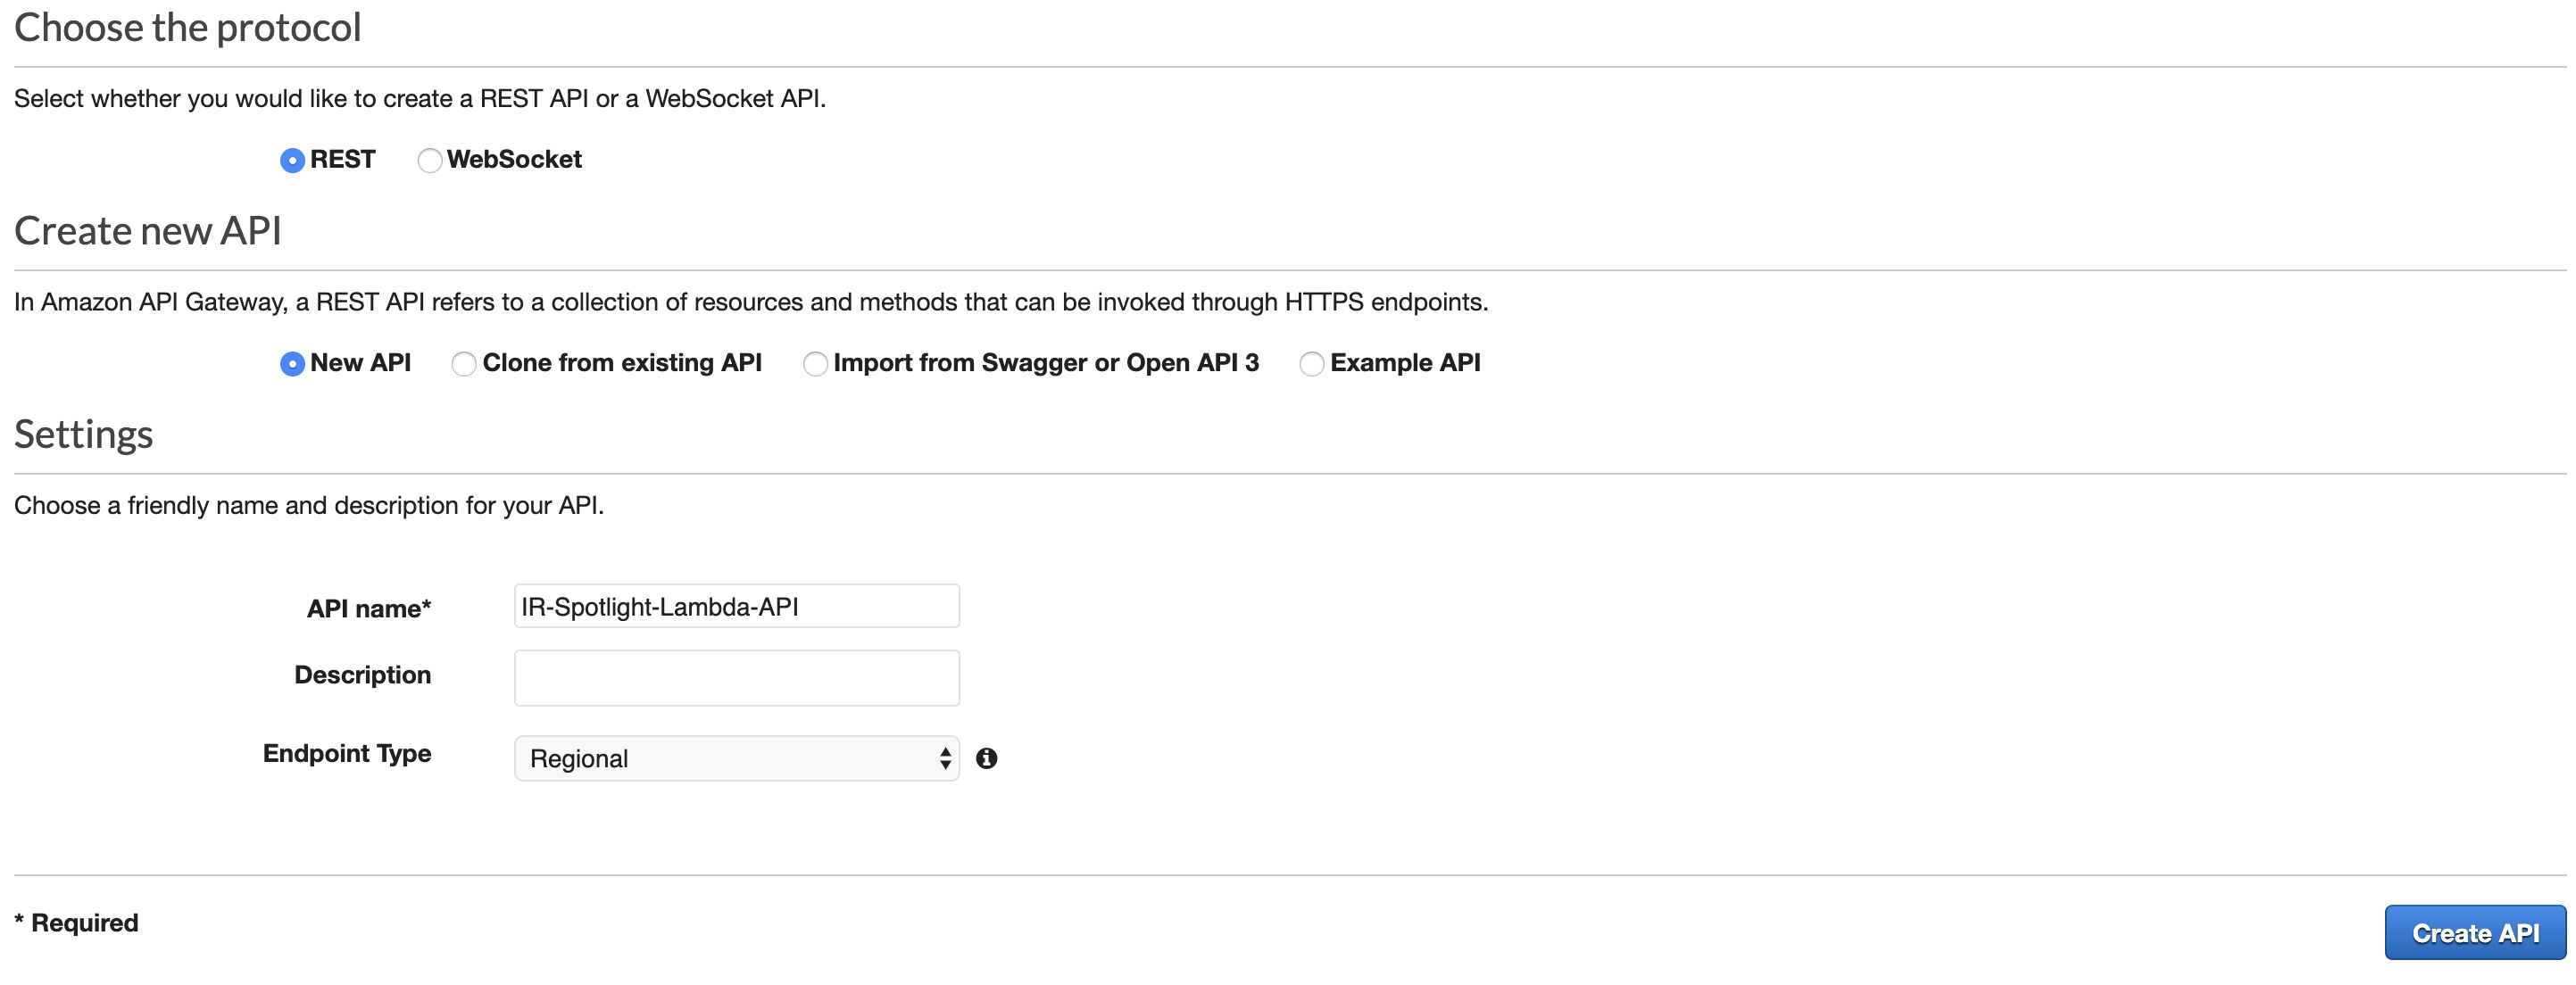 Choose the protocol
Select whether you would like to create a REST API or a WebSocket API.
REST WebSocket
Create new API
In Amazon API Gateway, a REST API refers to a collection of resources and methods that can be invoked through HTTPS endpoints.
New API Clone from existing API Import from Swagger or Open API 3 Example API
Settings
Choose a friendly name and description for your API.
API name* IR-Spotlight-Lambda-API
Description
Endpoint Type Regional
* Required
Create API